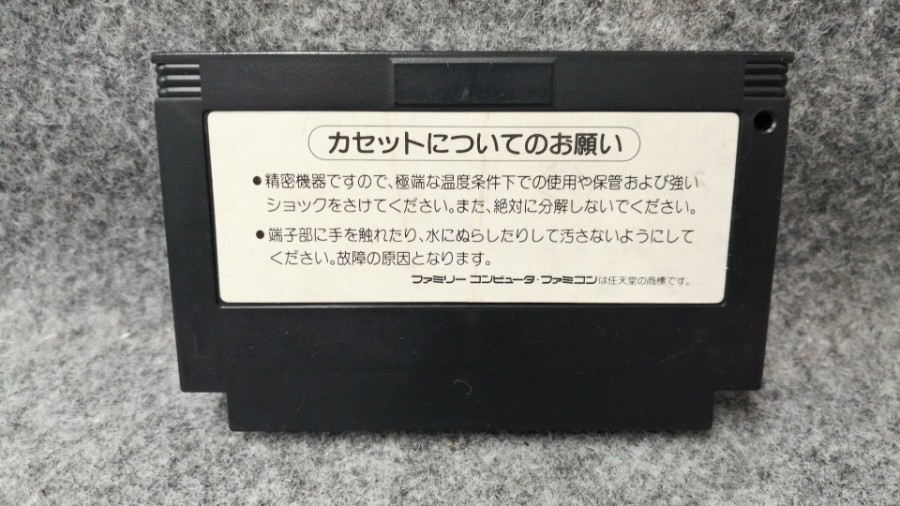 カセットについてのお願い
●精密機器ですので、極端な温度条件下での使用や保管および強い
ショックをさけてください。また、絶対に分解しないでください。
●端子部に手を触れたり、水にぬらしたりして汚さないようにして
ください。故障の原因となります。
ファミリー コンピュータ・ファミコンは任天堂の商標です。